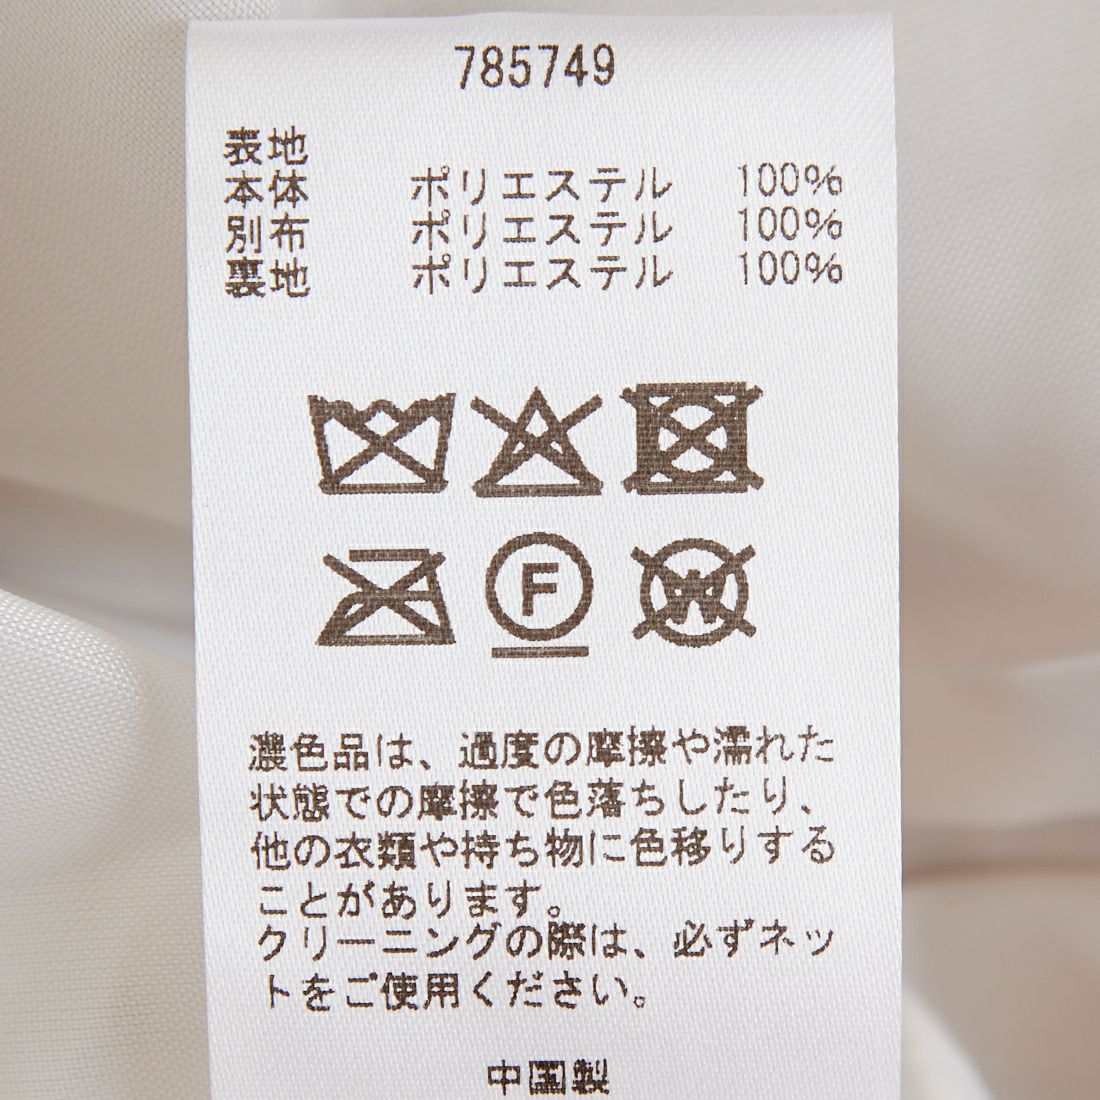 785749
表地
本体 ポリエステル 100%
別布 ポリエステル 100%
裏地 ポリエステル 100%
F
W
濃色品は、過度の摩擦や濡れた
状態での摩擦で色落ちしたり、
他の衣類や持ち物に色移りする
ことがあります。
クリーニングの際は、必ずネッ
トをご使用ください。
中国製